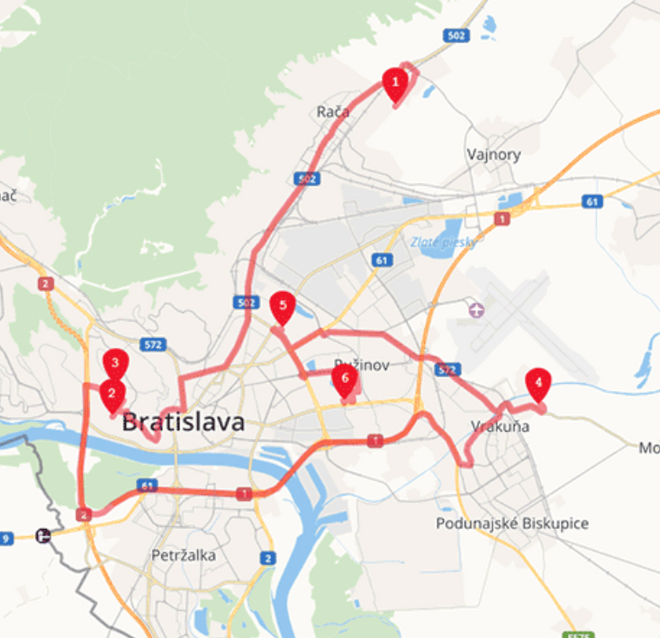 502
1
Rača
Vajnory
ač
502
61
1
Zlaté piesky
61
2
502
5
572
3
Ružinov
572
6
4
2
Bratislava
Vrakuňa
1
Mo
61
1
2
Podunajské Biskupice
9
Petržalka
2